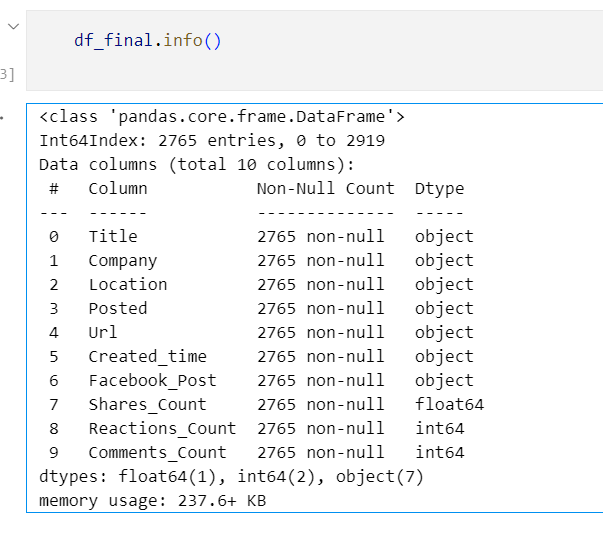 df_final.info()
3]
<class 'pandas.core.frame.DataFrame'>
Int64Index: 2765 entries, 0 to 2919
Data columns (total 10 columns):
 #   Column           Non-Null Count  Dtype
---  ------           --------------  -----
 0   Title            2765 non-null   object
 1   Company          2765 non-null   object
 2   Location         2765 non-null   object
 3   Posted           2765 non-null   object
 4   Url              2765 non-null   object
 5   Created_time     2765 non-null   object
 6   Facebook_Post    2765 non-null   object
 7   Shares_Count     2765 non-null   float64
 8   Reactions_Count  2765 non-null   int64
 9   Comments_Count   2765 non-null   int64
dtypes: float64(1), int64(2), object(7)
memory usage: 237.6+ KB